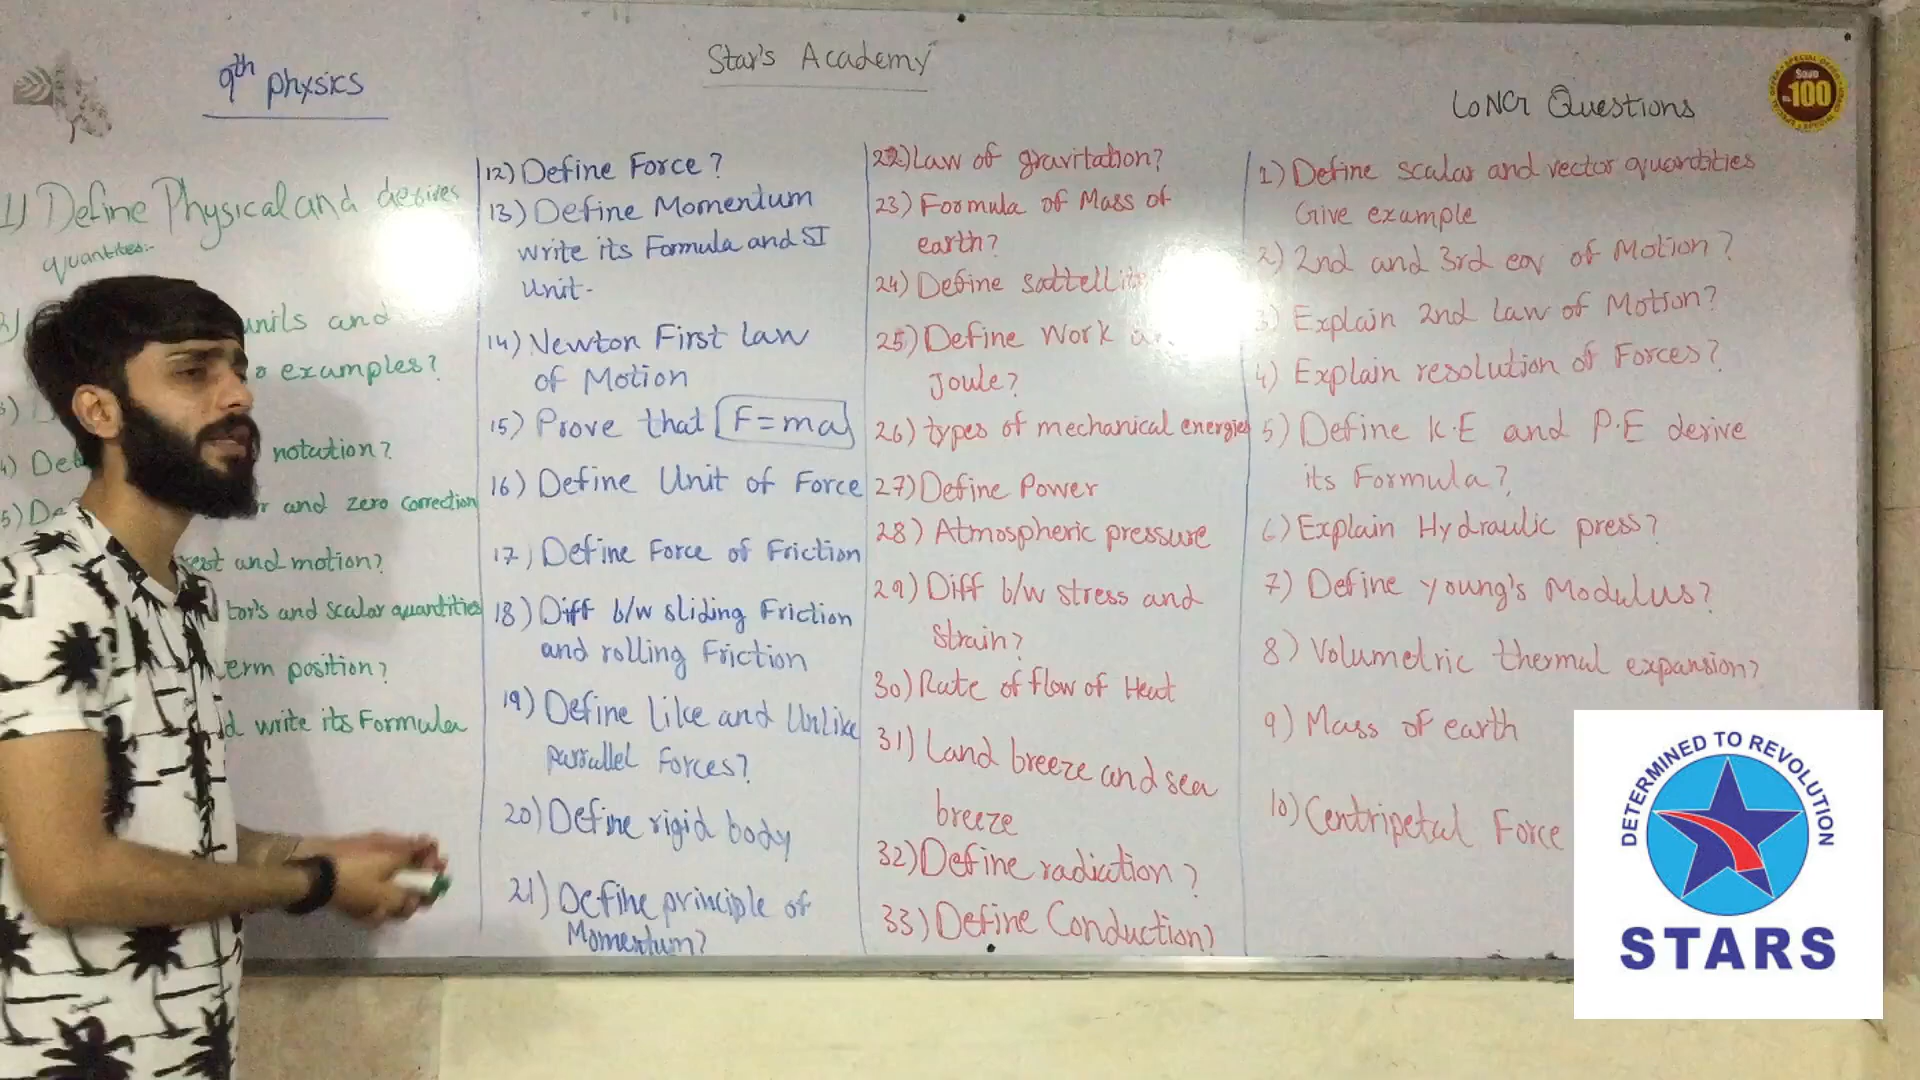 9th physics
Star's Academy
LONG Questions
Save
Rs.100
SPECIAL OFFER
1) Define Physical and derives
quantites:-
units and
examples?
notation?
and zero correction
rest and motion?
tor's and scalar quantities
term position?
write its Formula
12) Define Force?
13) Define Momentum
write its Formula and SI
Unit-
14) Newton First law
of Motion
15) Prove that F=ma
16) Define Unit of Force
17) Define Force of Friction
18) Diff b/w sliding Friction
and rolling Friction
19) Define Like and Unlike
parrallel Forces?
20) Define rigid body
21) Define principle of
Momentum?
22) Law of gravitation?
23) Formula of Mass of
earth?
24) Define sattellite
25) Define Work
Joule?
26) types of mechanical energies
27) Define Power
28) Atmospheric pressure
29) Diff b/w stress and
Strain?
30) Rate of flow of Heat
31) Land breeze and sea
breeze
32) Define radiation?
33) Define Conduction?
1) Define scalar and vector quantities
Give example
2) 2nd and 3rd eqv of Motion?
3) Explain 2nd Law of Motion?
4) Explain resolution of Forces?
5) Define K.E and P.E derive
its Formula?
6) Explain Hydraulic press?
7) Define young's Modulus?
8) Volumetric thermal expansion?
9) Mass of earth
10) Centripetal Force
DETERMINED TO REVOLUTION
STARS